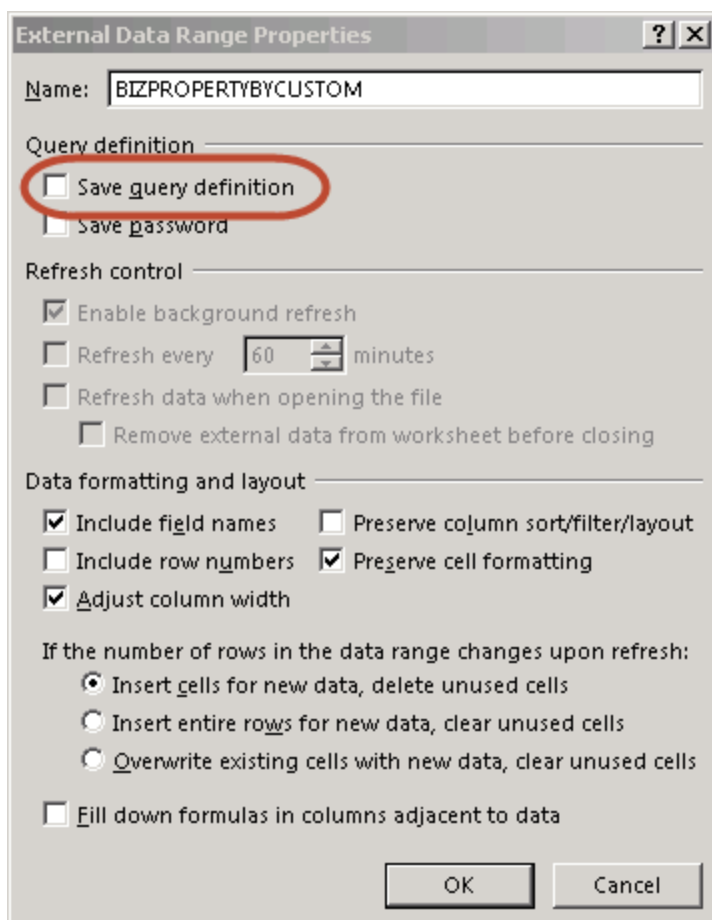 External Data Range Properties
Name: BIZPROPERTYBYCUSTOM
Query definition
Save query definition
Save password
Refresh control
Enable background refresh
Refresh every 60 minutes
Refresh data when opening the file
Remove external data from worksheet before closing
Data formatting and layout
Include field names Preserve column sort/filter/layout
Include row numbers Preserve cell formatting
Adjust column width
If the number of rows in the data range changes upon refresh:
Insert cells for new data, delete unused cells
Insert entire rows for new data, clear unused cells
Overwrite existing cells with new data, clear unused cells
Fill down formulas in columns adjacent to data
OK Cancel